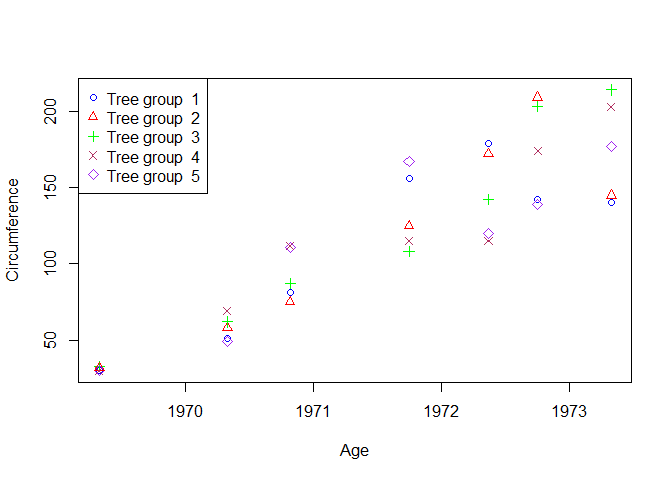 Tree group 1
Tree group 2
Tree group 3
Tree group 4
Tree group 5
200
150
100
50
Circumference
1970 1971 1972 1973
Age